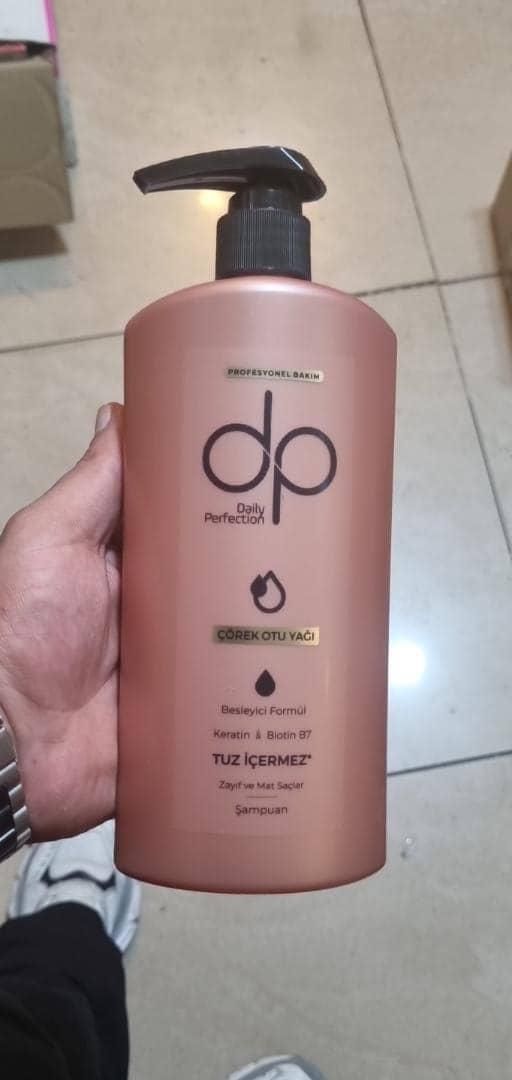 PROFESYONEL BAKIM
dp
Daily
Perfection
ÇÖREK OTU YAĞI
Besleyici Formül
Keratin & Biotin B7
TUZ İÇERMEZ*
Zayıf ve Mat Saçlar
Şampuan